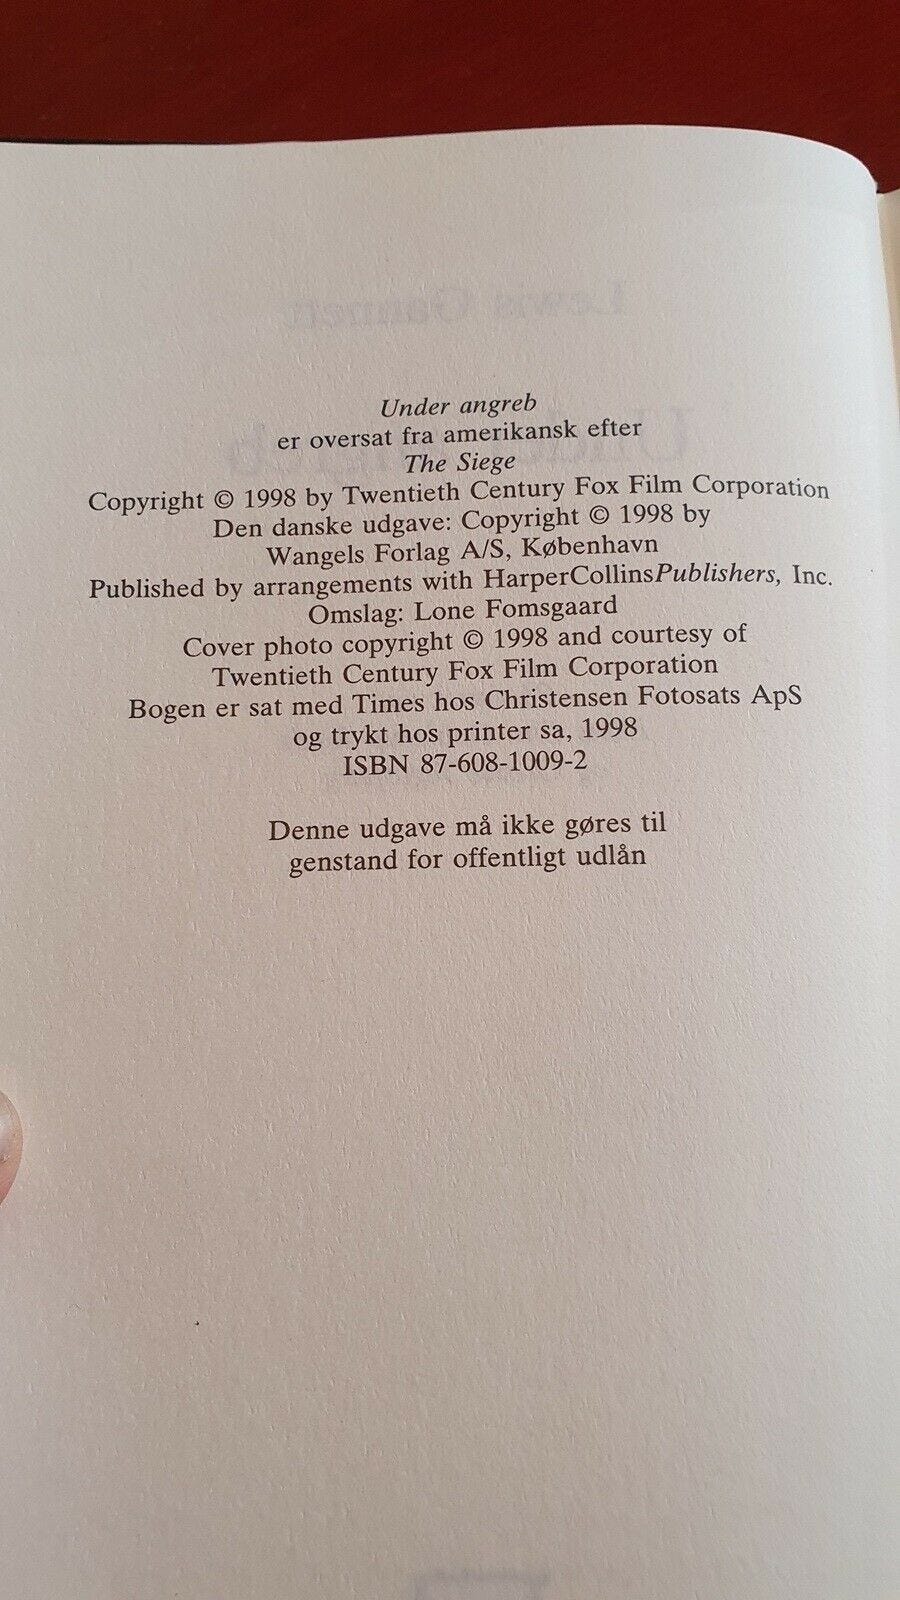 Under angreb
er oversat fra amerikansk efter
The Siege
Copyright © 1998 by Twentieth Century Fox Film Corporation
Den danske udgave: Copyright © 1998 by
Wangels Forlag A/S, København
Published by arrangements with HarperCollinsPublishers, Inc.
Omslag: Lone Fomsgaard
Cover photo copyright © 1998 and courtesy of
Twentieth Century Fox Film Corporation
Bogen er sat med Times hos Christensen Fotosats ApS
og trykt hos printer sa, 1998
ISBN 87-608-1009-2
Denne udgave må ikke gøres til
genstand for offentligt udlån